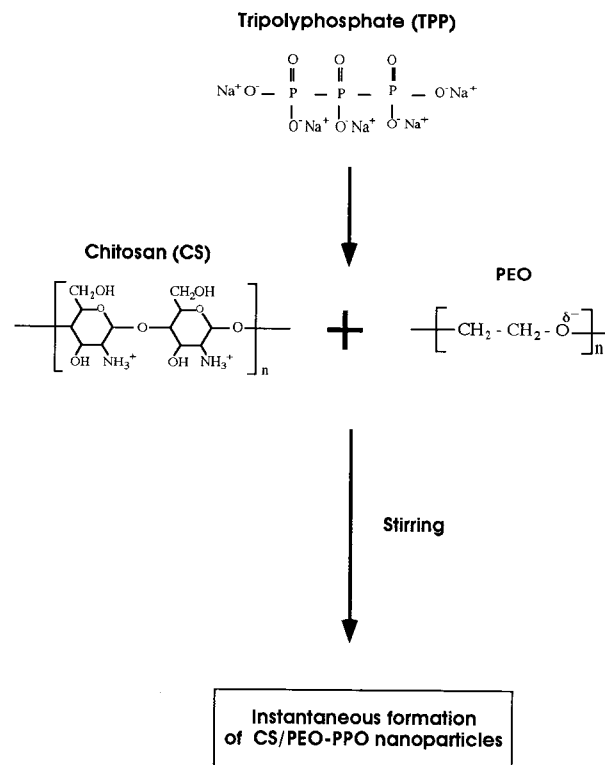 Tripolyphosphate (TPP)
O O O
Na⁺ O⁻ — P — P — P — O⁻ Na⁺
O⁻ Na⁺ O⁻ Na⁺ O⁻ Na⁺
Chitosan (CS)
PEO
CH₂OH CH₂OH
O O
O O
OH NH₃⁺ OH NH₃⁺
n
+
CH₂ - CH₂ - O δ⁻
n
Stirring
Instantaneous formation
of CS/PEO-PPO nanoparticles